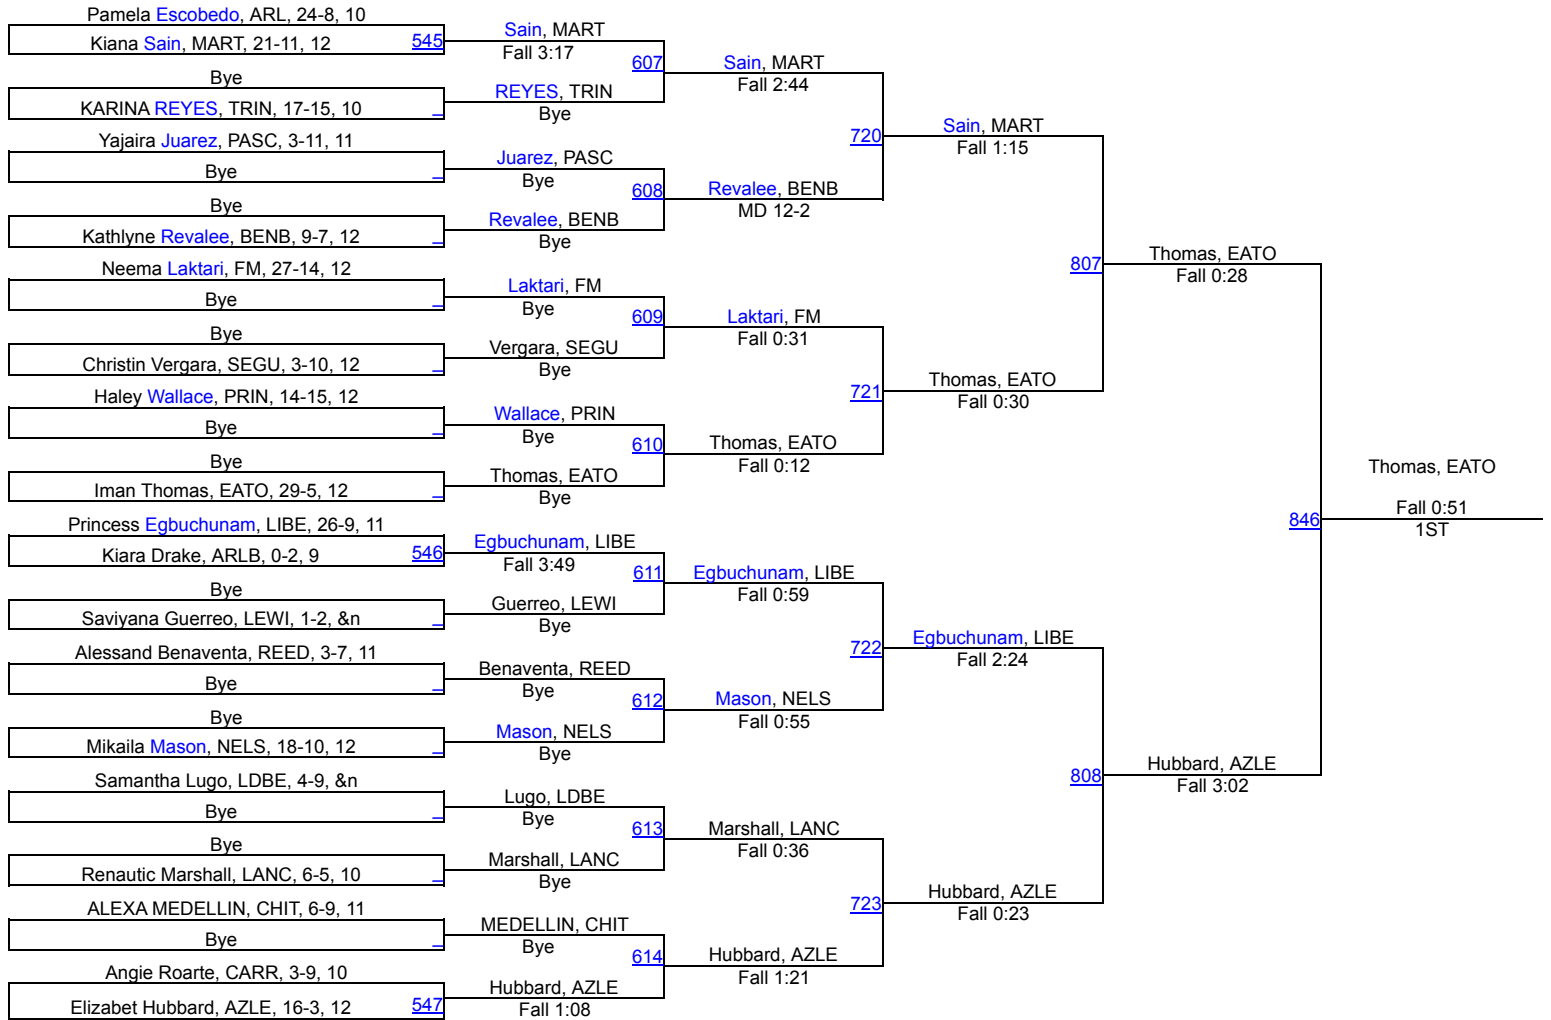 Pamela Escobedo, ARL, 24-8, 10
Kiana Sain, MART, 21-11, 12
545
Bye
KARINA REYES, TRIN, 17-15, 10
Yajaira Juarez, PASC, 3-11, 11
Bye
Bye
Kathlyne Revalee, BENB, 9-7, 12
Neema Laktari, FM, 27-14, 12
Bye
Bye
Christin Vergara, SEGU, 3-10, 12
Haley Wallace, PRIN, 14-15, 12
Bye
Bye
Iman Thomas, EATO, 29-5, 12
Princess Egbuchunam, LIBE, 26-9, 11
Kiara Drake, ARLB, 0-2, 9
546
Bye
Saviyana Guerreo, LEWI, 1-2, &n
Alessand Benaventa, REED, 3-7, 11
Bye
Bye
Mikaila Mason, NELS, 18-10, 12
Samantha Lugo, LDBE, 4-9, &n
Bye
Bye
Renautic Marshall, LANC, 6-5, 10
ALEXA MEDELLIN, CHIT, 6-9, 11
Bye
Angie Roarte, CARR, 3-9, 10
Elizabet Hubbard, AZLE, 16-3, 12
547
Sain, MART
Fall 3:17
607
REYES, TRIN
Bye
Juarez, PASC
Bye
608
Revalee, BENB
Bye
Laktari, FM
Bye
609
Vergara, SEGU
Bye
Wallace, PRIN
Bye
610
Thomas, EATO
Bye
Egbuchunam, LIBE
Fall 3:49
611
Guerreo, LEWI
Bye
Benaventa, REED
Bye
612
Mason, NELS
Bye
Lugo, LDBE
Bye
613
Marshall, LANC
Bye
MEDELLIN, CHIT
Bye
614
Hubbard, AZLE
Fall 1:08
Sain, MART
Fall 2:44
720
Revalee, BENB
MD 12-2
Laktari, FM
Fall 0:31
721
Thomas, EATO
Fall 0:12
Egbuchunam, LIBE
Fall 0:59
722
Mason, NELS
Fall 0:55
Marshall, LANC
Fall 0:36
723
Hubbard, AZLE
Fall 1:21
Sain, MART
Fall 1:15
807
Thomas, EATO
Fall 0:30
Egbuchunam, LIBE
Fall 2:24
808
Hubbard, AZLE
Fall 0:23
Thomas, EATO
Fall 0:28
846
Hubbard, AZLE
Fall 3:02
Thomas, EATO
Fall 0:51
1ST